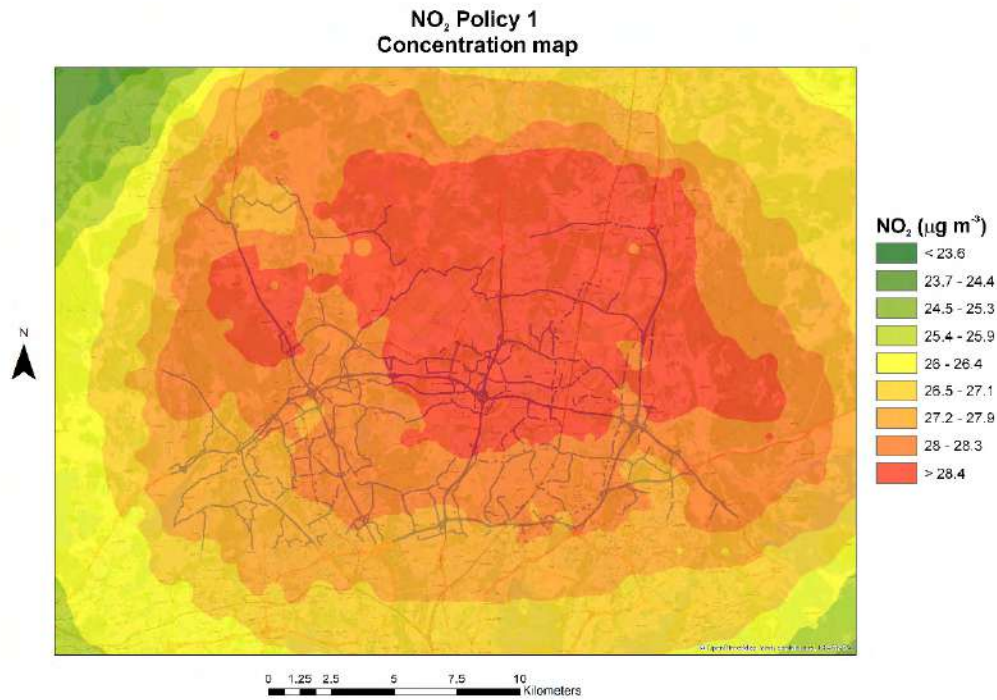 NO₂ Policy 1
Concentration map
N
NO₂ (µg m⁻³)
< 23.6
23.7 - 24.4
24.5 - 25.3
25.4 - 25.9
26 - 26.4
26.5 - 27.1
27.2 - 27.9
28 - 28.3
> 28.4
0 1.25 2.5 5 7.5 10
Kilometers